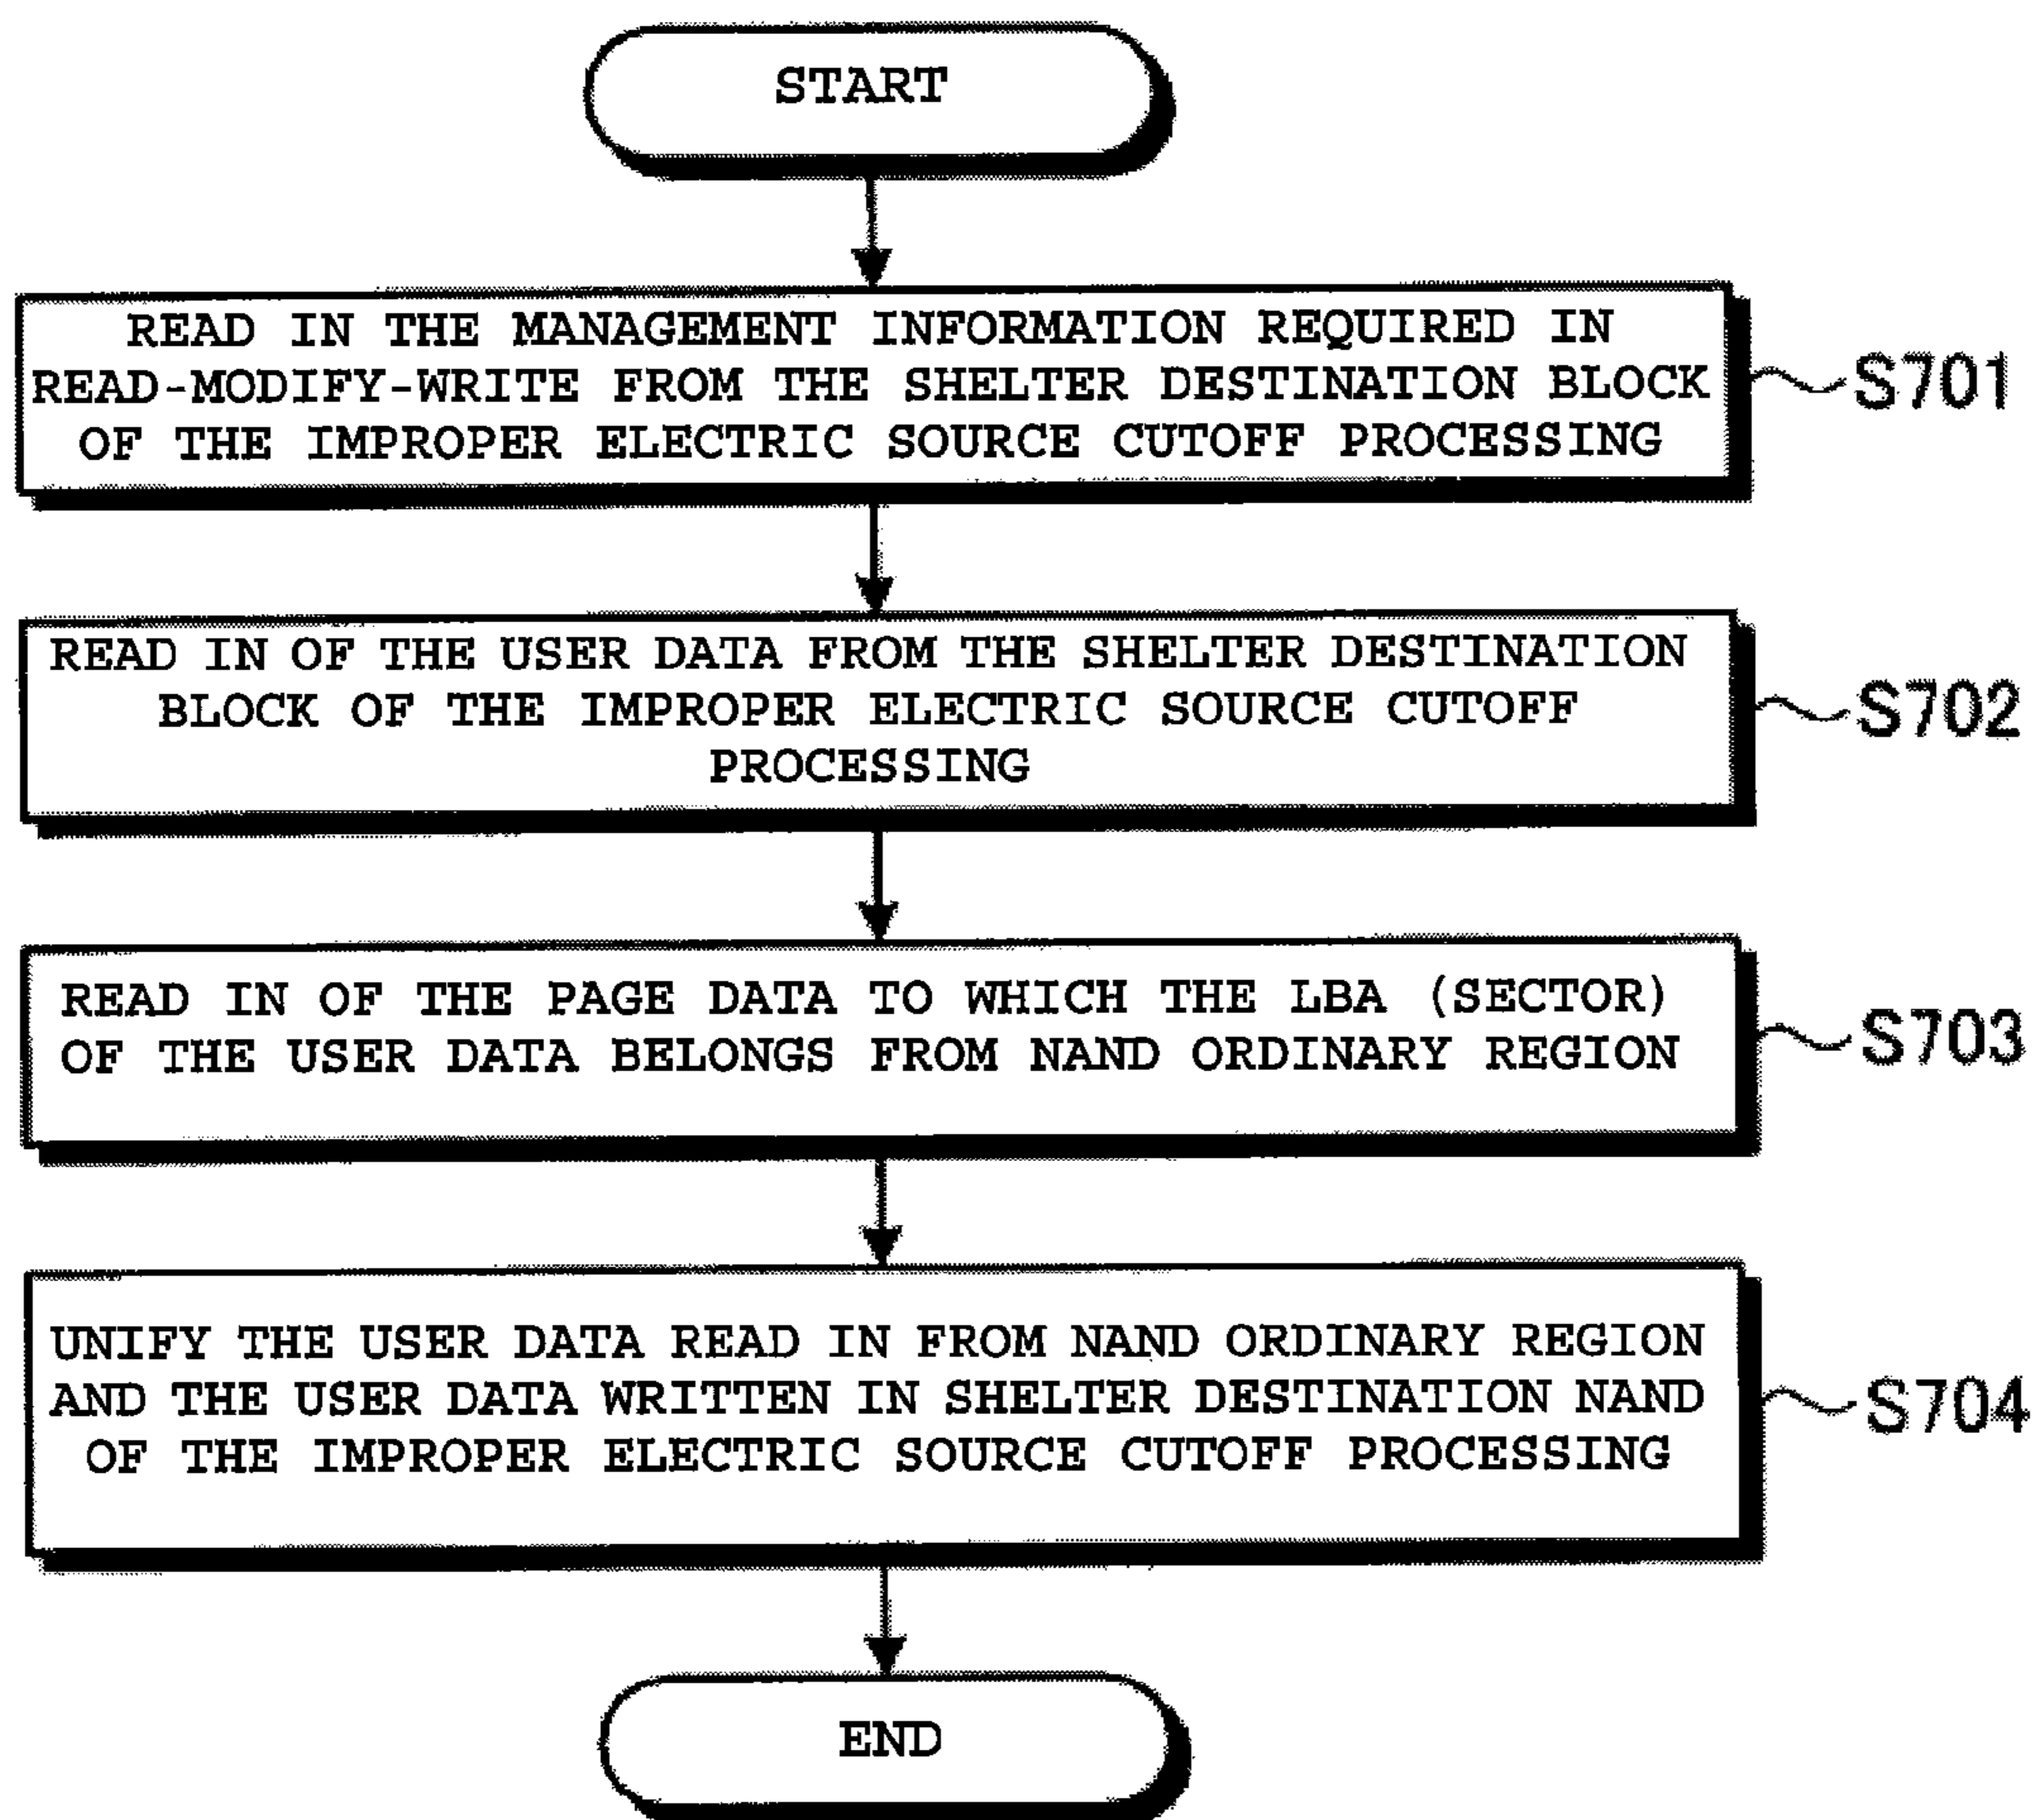 START
READ IN THE MANAGEMENT INFORMATION REQUIRED IN
READ-MODIFY-WRITE FROM THE SHELTER DESTINATION BLOCK
OF THE IMPROPER ELECTRIC SOURCE CUTOFF PROCESSING
S701
READ IN OF THE USER DATA FROM THE SHELTER DESTINATION
BLOCK OF THE IMPROPER ELECTRIC SOURCE CUTOFF
PROCESSING
S702
READ IN OF THE PAGE DATA TO WHICH THE LBA (SECTOR)
OF THE USER DATA BELONGS FROM NAND ORDINARY REGION
S703
UNIFY THE USER DATA READ IN FROM NAND ORDINARY REGION
AND THE USER DATA WRITTEN IN SHELTER DESTINATION NAND
OF THE IMPROPER ELECTRIC SOURCE CUTOFF PROCESSING
S704
END